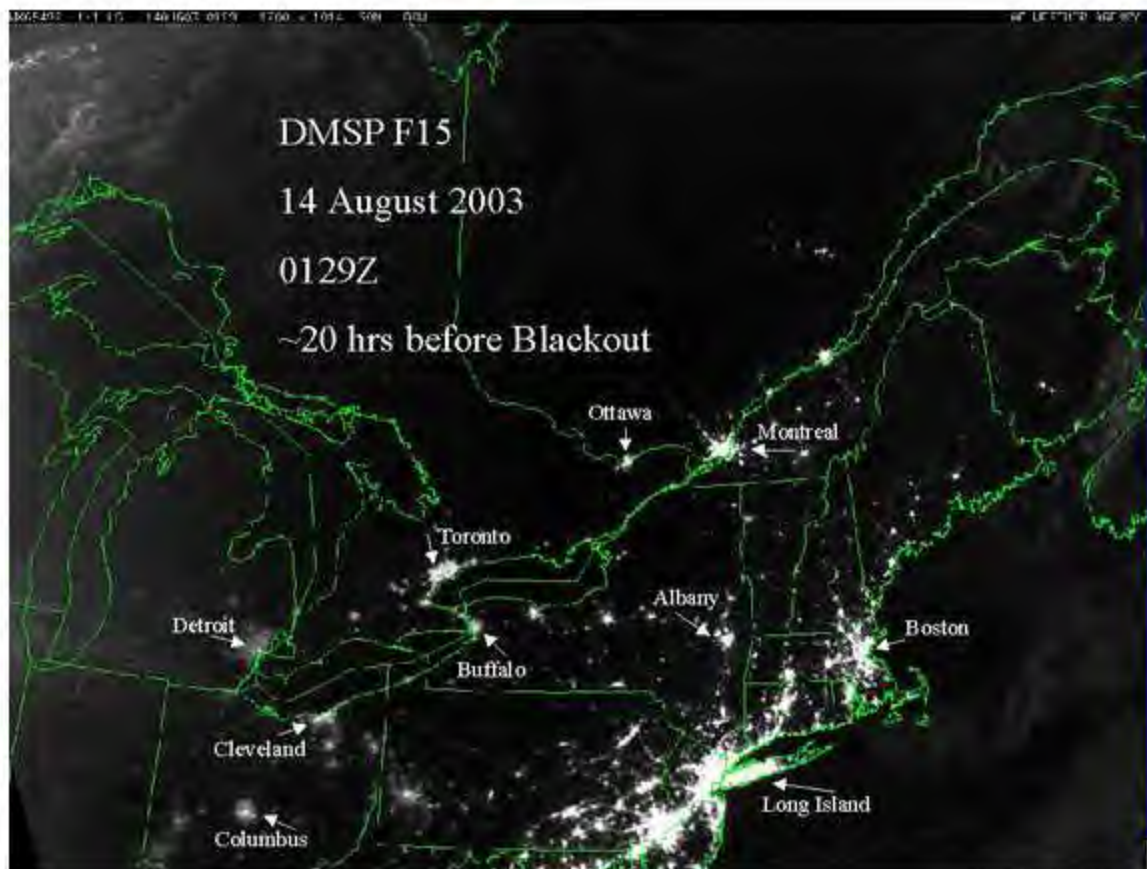 DMSP F15
14 August 2003
0129Z
~20 hrs before Blackout
Ottawa
Montreal
Toronto
Albany
Detroit
Boston
Buffalo
Cleveland
Long Island
Columbus